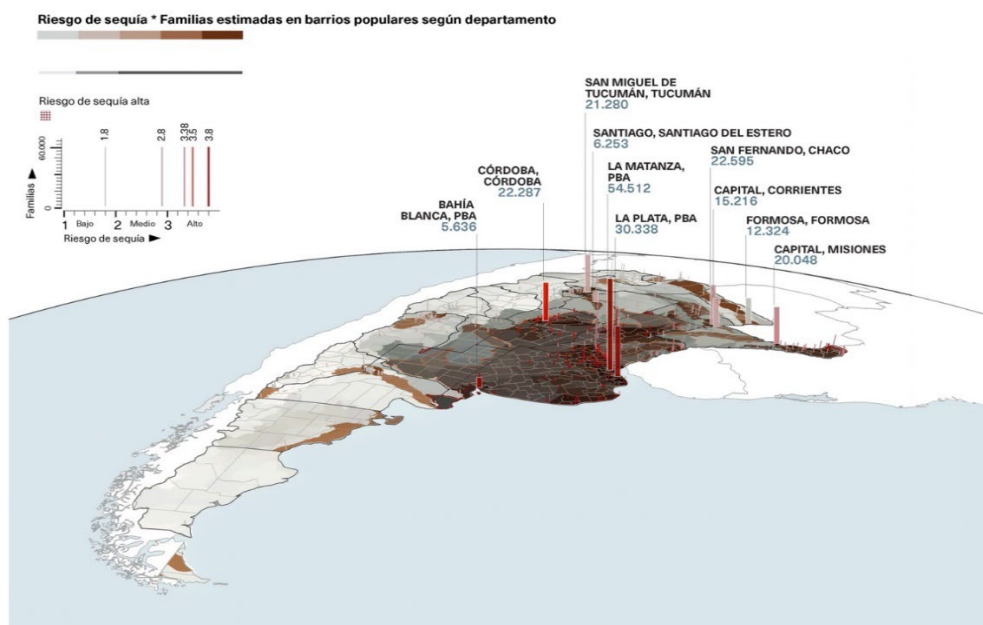 Riesgo de sequía * Familias estimadas en barrios populares según departamento
Riesgo de sequía alta
1.8
2.8
3.38
3.5
3.8
60.000
0
Familias
1 Bajo 2 Medio 3 Alto
Riesgo de sequía
SAN MIGUEL DE
TUCUMÁN, TUCUMÁN
21.280
SANTIAGO, SANTIAGO DEL ESTERO
6.253
SAN FERNANDO, CHACO
22.595
LA MATANZA,
PBA
54.512
CÓRDOBA,
CÓRDOBA
22.287
CAPITAL, CORRIENTES
15.216
BAHÍA
BLANCA, PBA
5.636
LA PLATA, PBA
30.338
FORMOSA, FORMOSA
12.324
CAPITAL, MISIONES
20.048